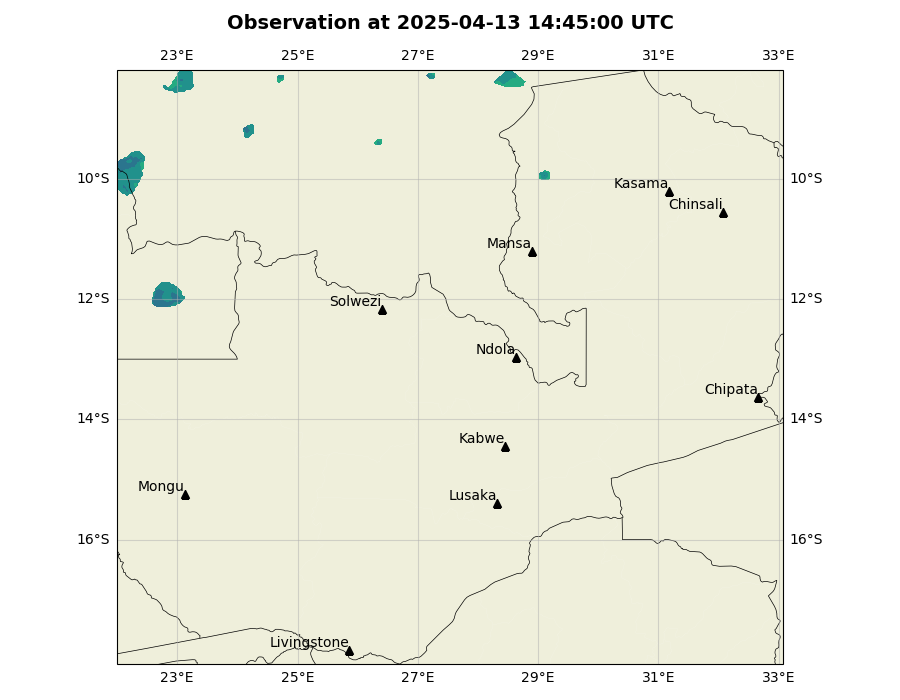 Observation at 2025-04-13 14:45:00 UTC
23°E 25°E 27°E 29°E 31°E 33°E
10°S 10°S
Kasama
Chinsali
Mansa
12°S 12°S
Solwezi
Ndola
Chipata
14°S 14°S
Kabwe
Mongu
Lusaka
16°S 16°S
Livingstone
23°E 25°E 27°E 29°E 31°E 33°E